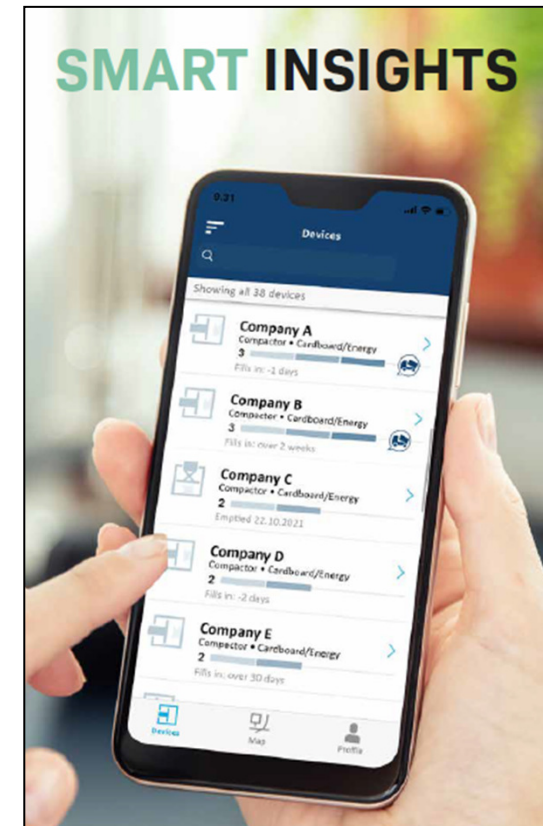 SMART INSIGHTS
9:31
Devices
Showing all 38 devices
Company A
Compactor • Cardboard/Energy
3
Fills in: -1 days
Company B
Compactor • Cardboard/Energy
3
Fills in: over 2 weeks
Company C
Compactor • Cardboard/Energy
2
Emptied 22.10.2021
Company D
Compactor • Cardboard/Energy
2
Fills in: -2 days
Company E
Compactor • Cardboard/Energy
2
Fills in: over 30 days
Devices
Map
Profile